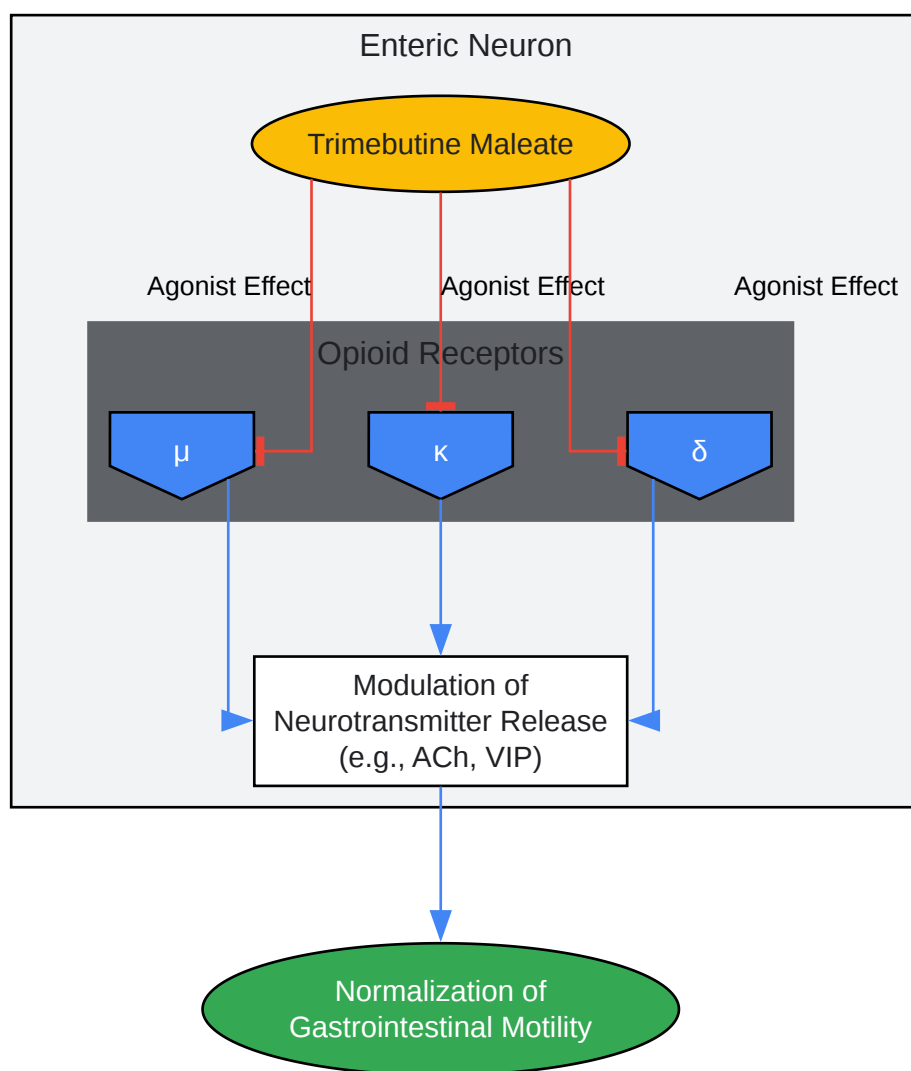 Enteric Neuron
Trimebutine Maleate
Agonist Effect
Agonist Effect
Agonist Effect
Opioid Receptors
μ
κ
δ
Modulation of
Neurotransmitter Release
(e.g., ACh, VIP)
Normalization of
Gastrointestinal Motility